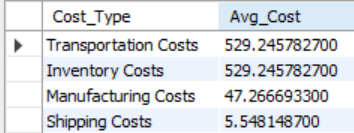 Cost_Type Avg_Cost
Transportation Costs 529.245782700
Inventory Costs 529.245782700
Manufacturing Costs 47.266693300
Shipping Costs 5.548148700